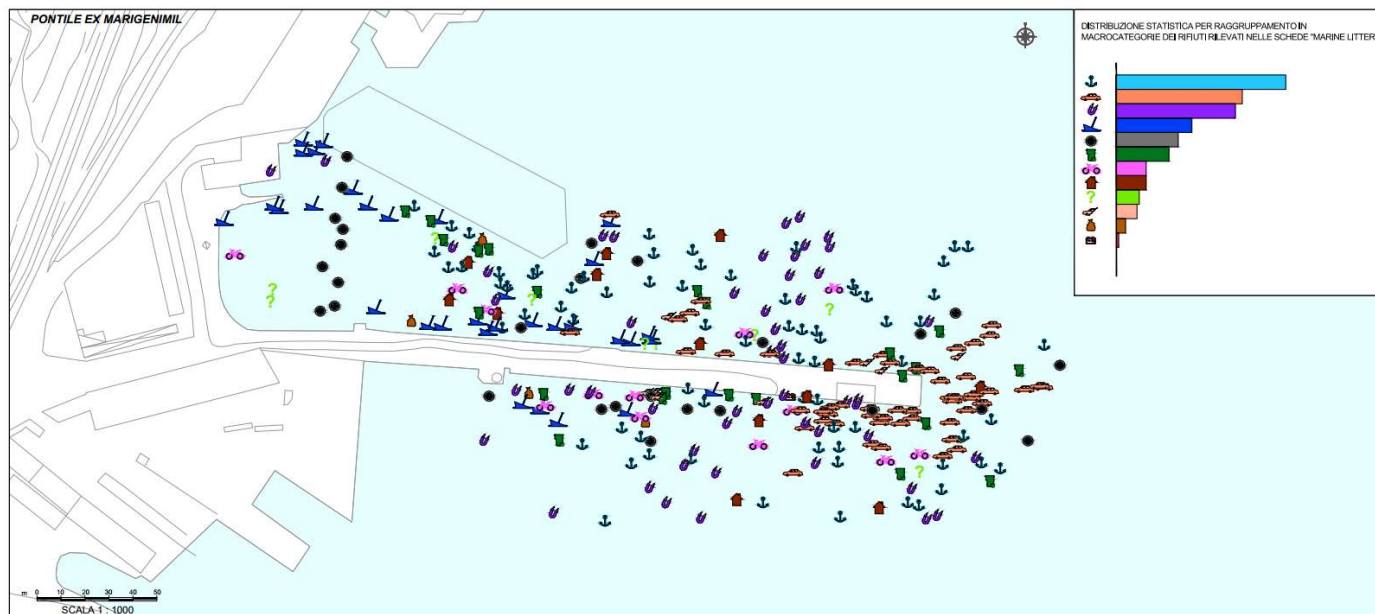 PONTILE EX MARIGENIMIL
DISTRIBUZIONE STATISTICA PER RAGGRUPPAMENTO IN
MACROCATEGORIE DEI RIFIUTI RILEVATI NELLE SCHEDE "MARINE LITTER"
?
m 0 10 20 30 40 50
SCALA 1 : 1000